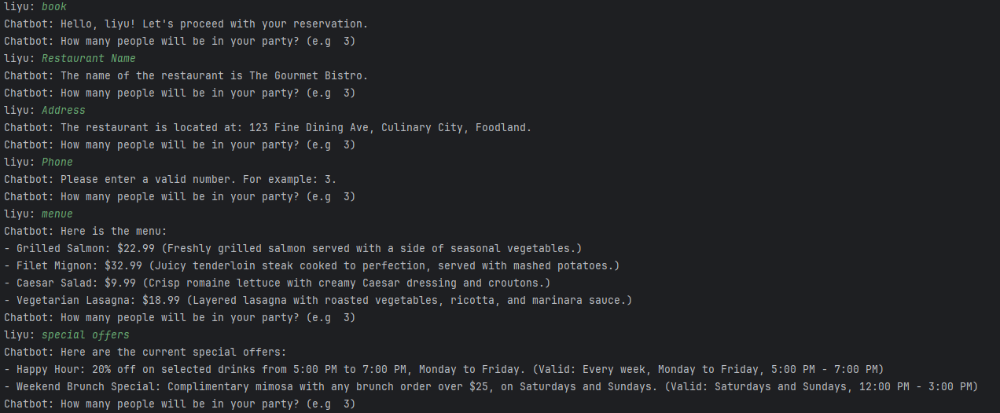 liyu: book
Chatbot: Hello, liyu! Let's proceed with your reservation.
Chatbot: How many people will be in your party? (e.g  3)
liyu: Restaurant Name
Chatbot: The name of the restaurant is The Gourmet Bistro.
Chatbot: How many people will be in your party? (e.g  3)
liyu: Address
Chatbot: The restaurant is located at: 123 Fine Dining Ave, Culinary City, Foodland.
Chatbot: How many people will be in your party? (e.g  3)
liyu: Phone
Chatbot: Please enter a valid number. For example: 3.
Chatbot: How many people will be in your party? (e.g  3)
liyu: menue
Chatbot: Here is the menu:
- Grilled Salmon: $22.99 (Freshly grilled salmon served with a side of seasonal vegetables.)
- Filet Mignon: $32.99 (Juicy tenderloin steak cooked to perfection, served with mashed potatoes.)
- Caesar Salad: $9.99 (Crisp romaine lettuce with creamy Caesar dressing and croutons.)
- Vegetarian Lasagna: $18.99 (Layered lasagna with roasted vegetables, ricotta, and marinara sauce.)
Chatbot: How many people will be in your party? (e.g  3)
liyu: special offers
Chatbot: Here are the current special offers:
- Happy Hour: 20% off on selected drinks from 5:00 PM to 7:00 PM, Monday to Friday. (Valid: Every week, Monday to Friday, 5:00 PM - 7:00 PM)
- Weekend Brunch Special: Complimentary mimosa with any brunch order over $25, on Saturdays and Sundays. (Valid: Saturdays and Sundays, 12:00 PM - 3:00 PM)
Chatbot: How many people will be in your party? (e.g  3)